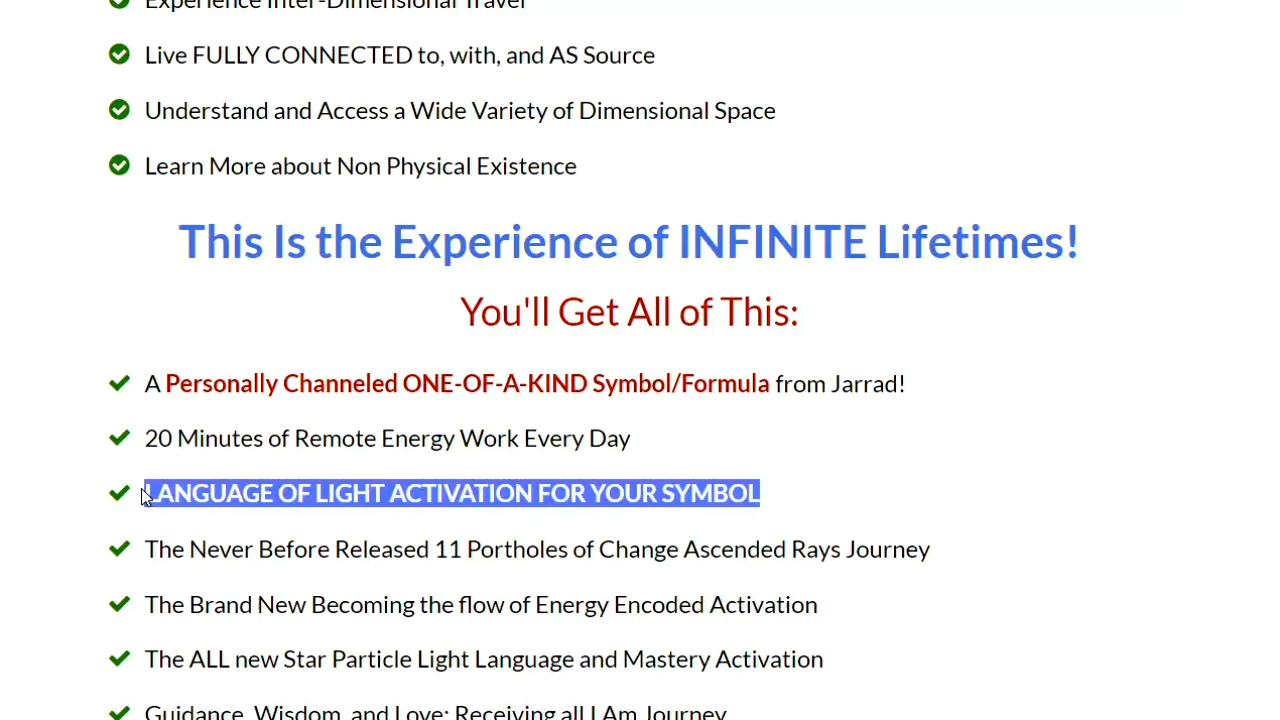 Experience Inter-Dimensional Travel
Live FULLY CONNECTED to, with, and AS Source
Understand and Access a Wide Variety of Dimensional Space
Learn More about Non Physical Existence
This Is the Experience of INFINITE Lifetimes!
You'll Get All of This:
A Personally Channeled ONE-OF-A-KIND Symbol/Formula from Jarrad!
20 Minutes of Remote Energy Work Every Day
LANGUAGE OF LIGHT ACTIVATION FOR YOUR SYMBOL
The Never Before Released 11 Portholes of Change Ascended Rays Journey
The Brand New Becoming the flow of Energy Encoded Activation
The ALL new Star Particle Light Language and Mastery Activation
Guidance, Wisdom, and Love: Receiving all I Am Journey